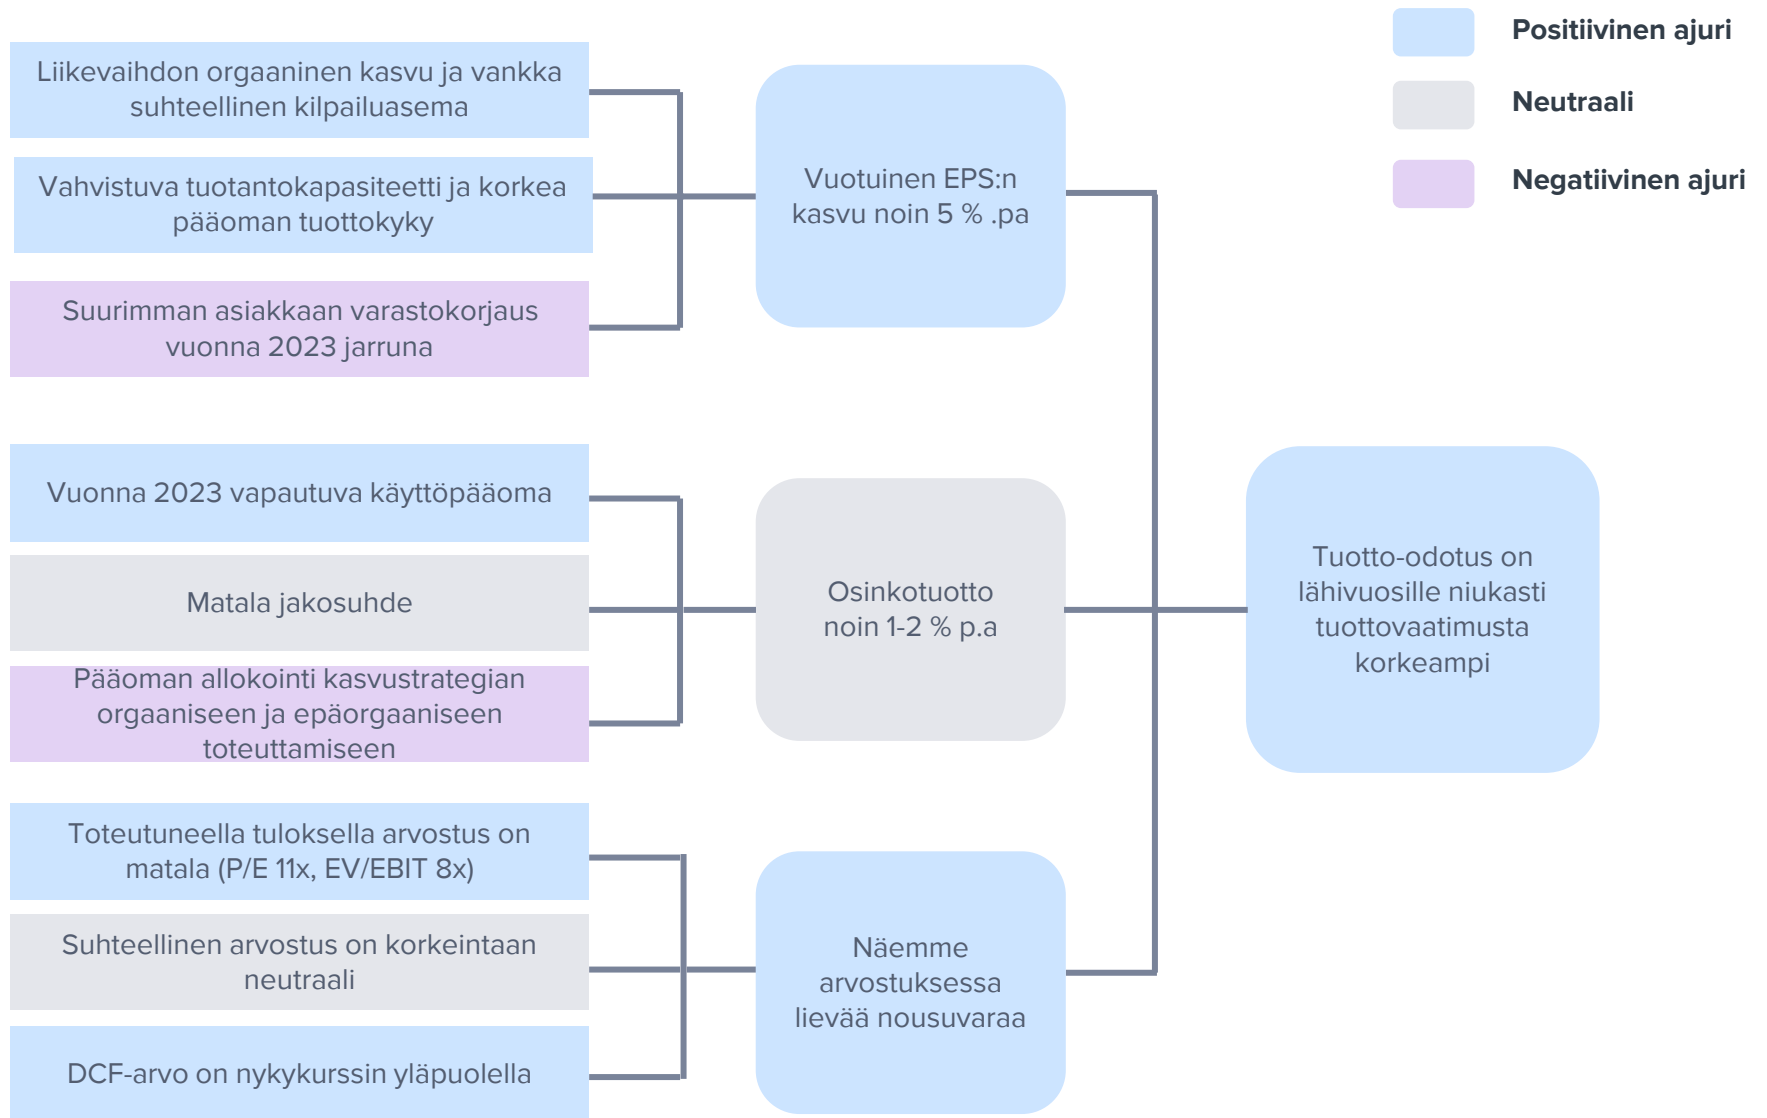 Positiivinen ajuri
Neutraali
Negatiivinen ajuri
Liikevaihdon orgaaninen kasvu ja vankka
suhteellinen kilpailuasema
Vahvistuva tuotantokapasiteetti ja korkea
pääoman tuottokyky
Suurimman asiakkaan varastokorjaus
vuonna 2023 jarruna
Vuotuinen EPS:n
kasvu noin 5 % .pa
Vuonna 2023 vapautuva käyttöpääoma
Matala jakosuhde
Pääoman allokointi kasvustrategian
orgaaniseen ja epäorgaaniseen
toteuttamiseen
Osinkotuotto
noin 1-2 % p.a
Toteutuneella tuloksella arvostus on
matala (P/E 11x, EV/EBIT 8x)
Suhteellinen arvostus on korkeintaan
neutraali
DCF-arvo on nykykurssin yläpuolella
Näemme
arvostuksessa
lievää nousuvaraa
Tuotto-odotus on
lähivuosille niukasti
tuottovaatimusta
korkeampi